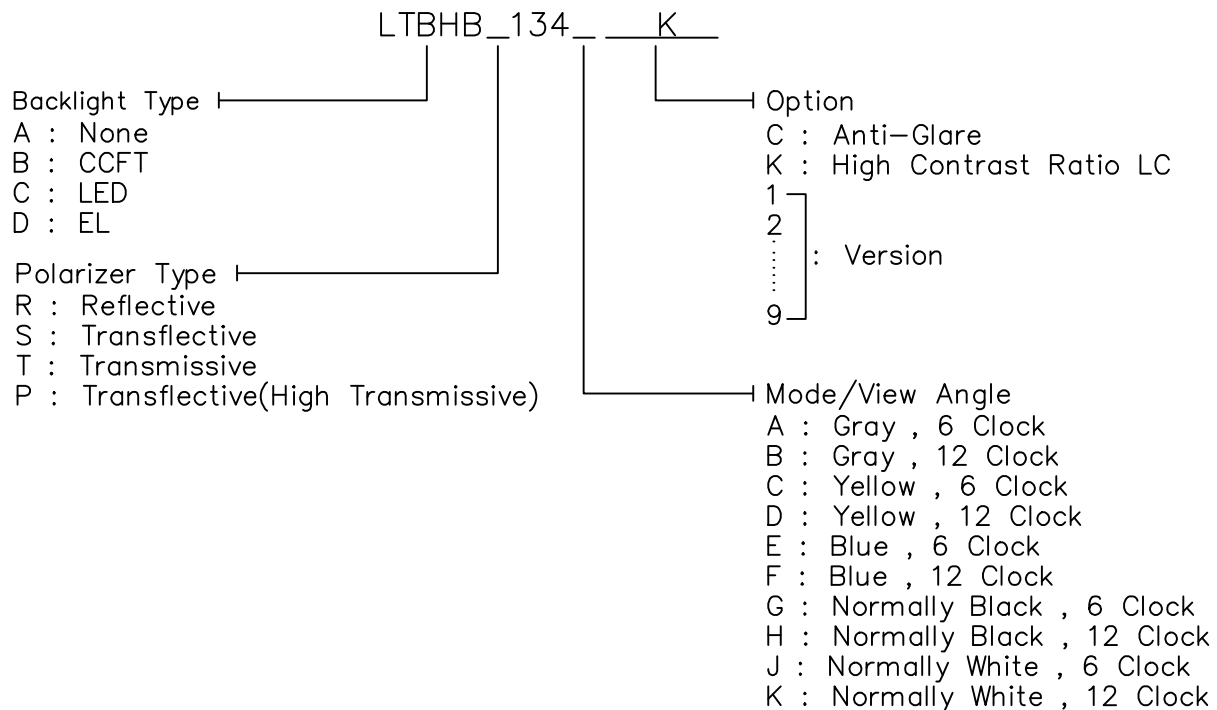 LTBHB_134_ __K__
Backlight Type
A : None
B : CCFT
C : LED
D : EL
Polarizer Type
R : Reflective
S : Transflective
T : Transmissive
P : Transflective(High Transmissive)
Option
C : Anti-Glare
K : High Contrast Ratio LC
1
2
9
: Version
Mode/View Angle
A : Gray , 6 Clock
B : Gray , 12 Clock
C : Yellow , 6 Clock
D : Yellow , 12 Clock
E : Blue , 6 Clock
F : Blue , 12 Clock
G : Normally Black , 6 Clock
H : Normally Black , 12 Clock
J : Normally White , 6 Clock
K : Normally White , 12 Clock